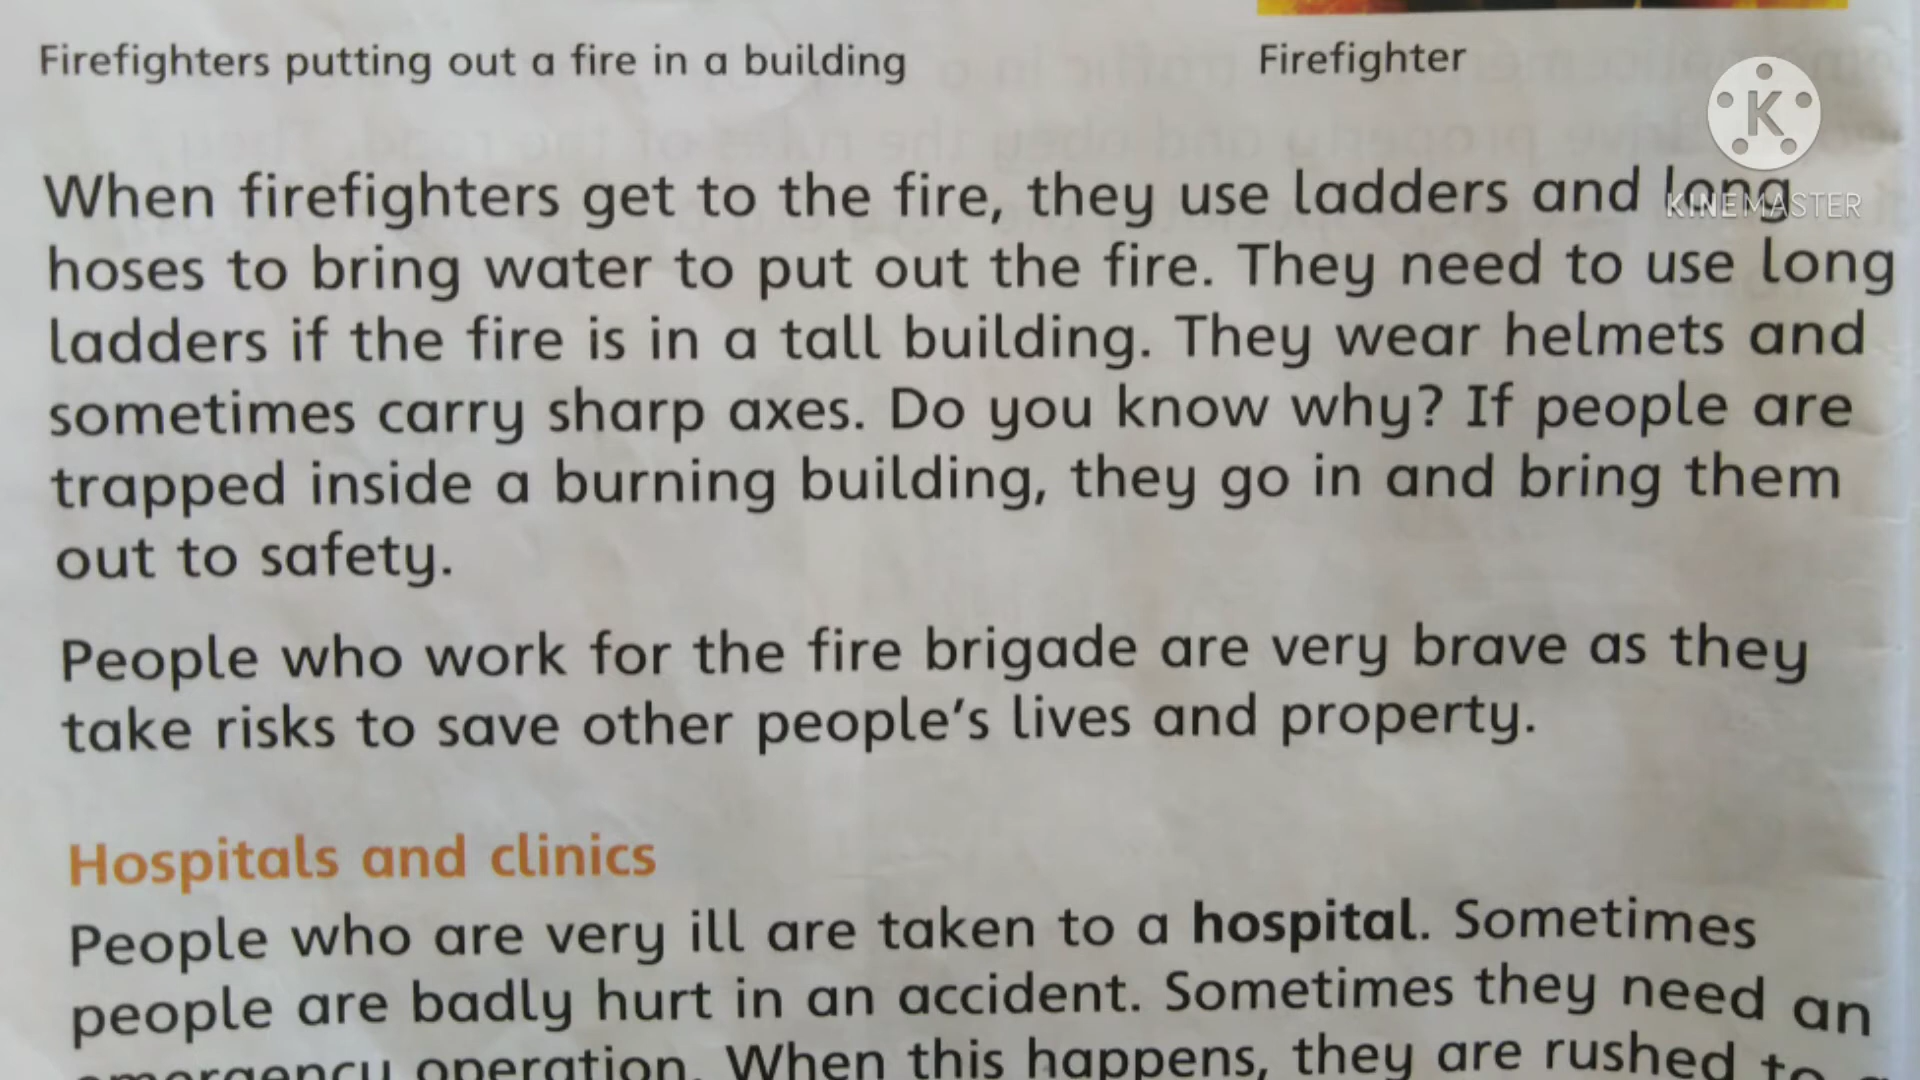 Firefighters putting out a fire in a building
Firefighter
K
KINEMASTER
When firefighters get to the fire, they use ladders and long
hoses to bring water to put out the fire. They need to use long
ladders if the fire is in a tall building. They wear helmets and
sometimes carry sharp axes. Do you know why? If people are
trapped inside a burning building, they go in and bring them
out to safety.
People who work for the fire brigade are very brave as they
take risks to save other people's lives and property.
Hospitals and clinics
People who are very ill are taken to a hospital. Sometimes
people are badly hurt in an accident. Sometimes they need an
emergency operation. When this happens, they are rushed to